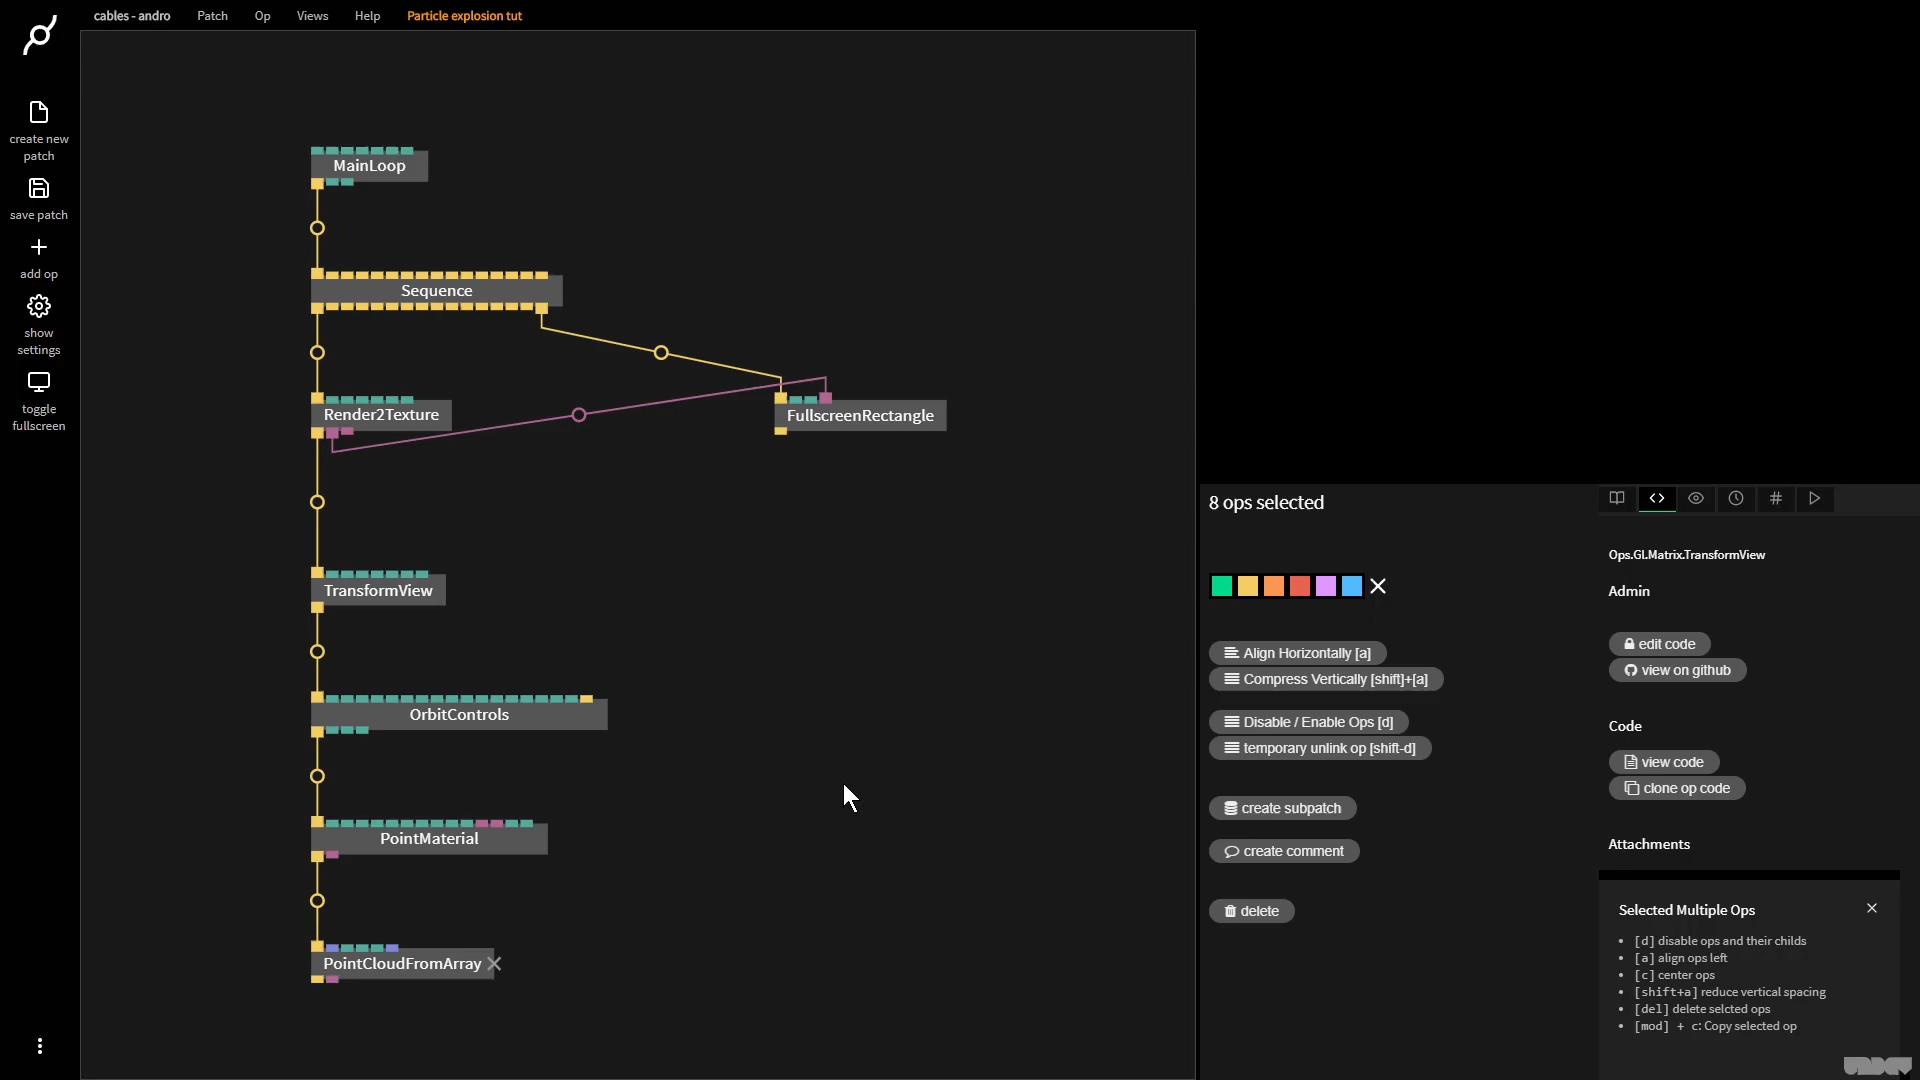 cables - andro Patch Op Views Help Particle explosion tut
create new
patch
save patch
add op
show
settings
toggle
fullscreen
MainLoop
Sequence
Render2Texture
FullscreenRectangle
TransformView
OrbitControls
PointMaterial
PointCloudFromArray
8 ops selected
Align Horizontally [a]
Compress Vertically [shift]+[a]
Disable / Enable Ops [d]
temporary unlink op [shift-d]
create subpatch
create comment
delete
Ops.Gl.Matrix.TransformView
Admin
edit code
view on github
Code
view code
clone op code
Attachments
Selected Multiple Ops
[d] disable ops and their childs
[a] align ops left
[c] center ops
[shift+a] reduce vertical spacing
[del] delete selcted ops
[mod] + c: Copy selected op